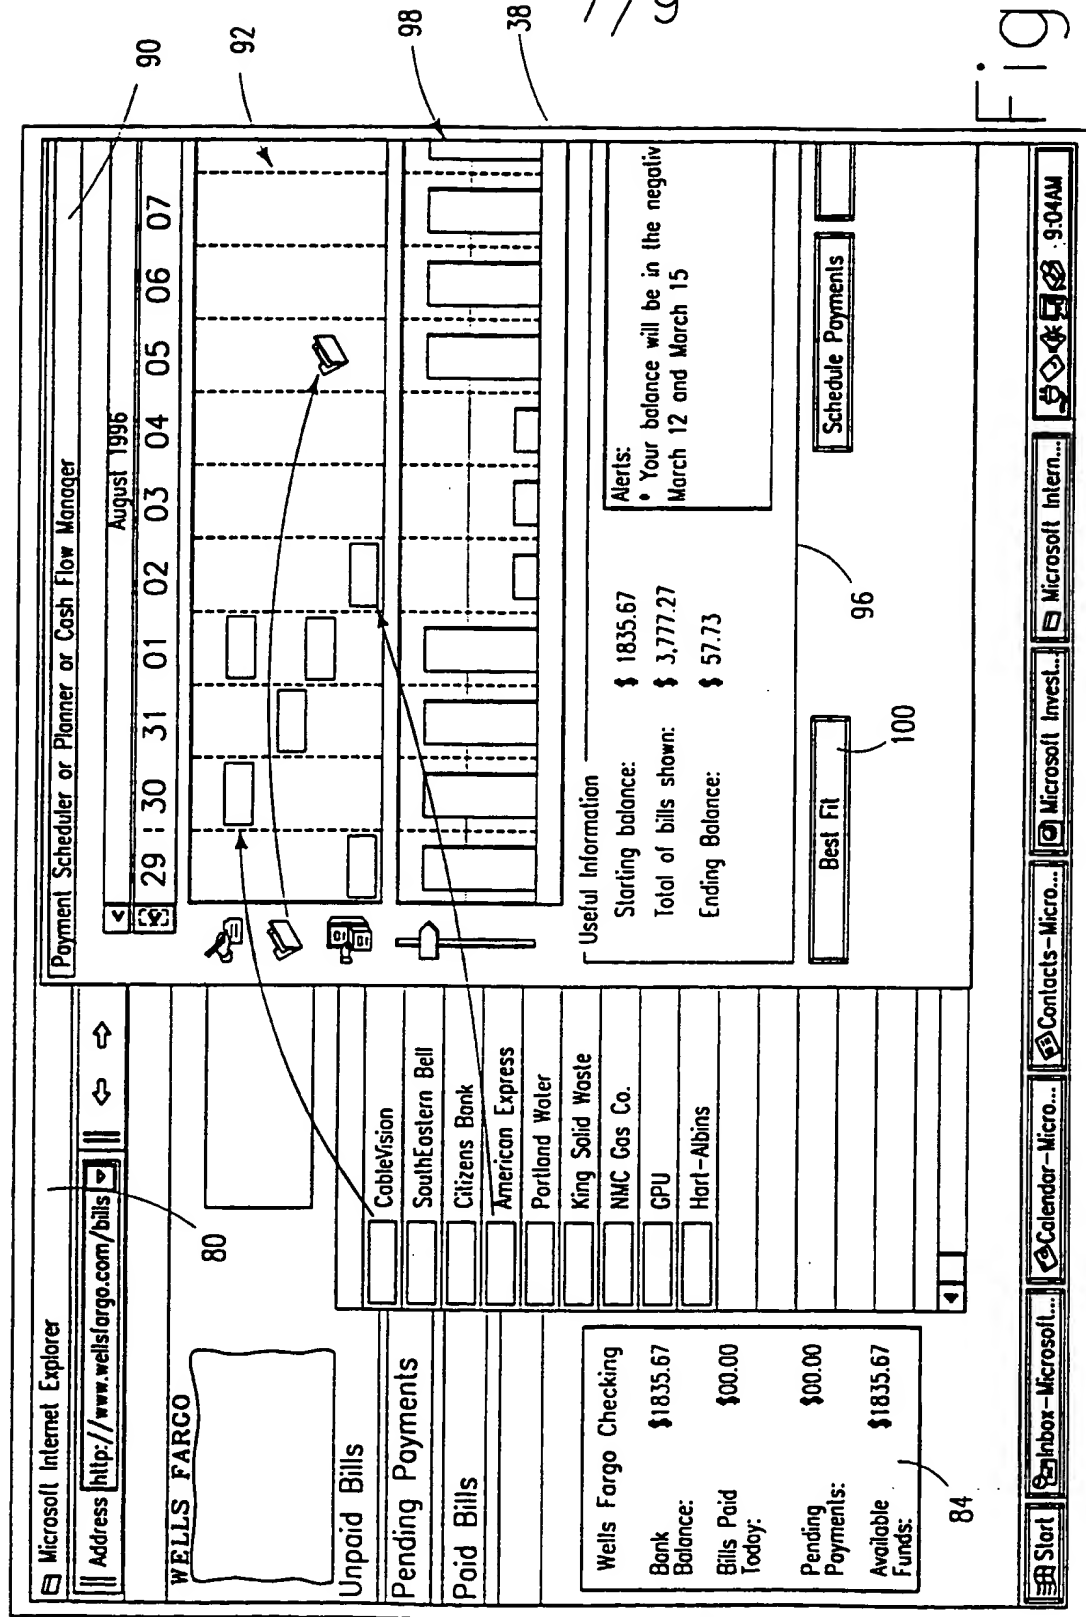 7/9
Fig
90
92
98
38
Microsoft Internet Explorer
Address http://www.wellsfargo.com/bills
80
WELLS FARGO
Unpaid Bills
Pending Payments
Paid Bills
CableVision
SouthEastern Bell
Citizens Bank
American Express
Portland Water
King Solid Waste
NMC Gas Co.
GPU
Hart-Albins
Wells Fargo Checking
Bank Balance: $1835.67
Bills Paid Today: $00.00
Pending Payments: $00.00
Available Funds: $1835.67
84
Payment Scheduler or Planner or Cash Flow Manager
August 1996
29 30 31 01 02 03 04 05 06 07
Useful Information
Starting balance: $ 1835.67
Total of bills shown: $ 3,777.27
Ending Balance: $ 57.73
Alerts:
* Your balance will be in the negativ
March 12 and March 15
96
Best Fit
100
Schedule Payments
Start
Inbox-Microsoft...
Calendar-Micro...
Contacts-Micro...
Microsoft Invest...
Microsoft Intern...
9:04AM